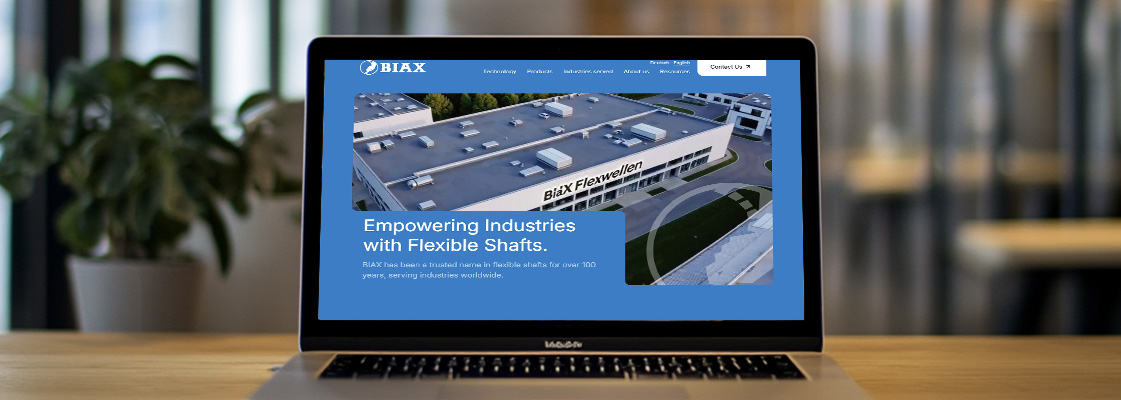 BIAX
Deutsch English
Technology Products Industries served About us Resources
Contact Us
BiaX Flexwellen
Empowering Industries
with Flexible Shafts.
BIAX has been a trusted name in flexible shafts for over 100
years, serving industries worldwide.